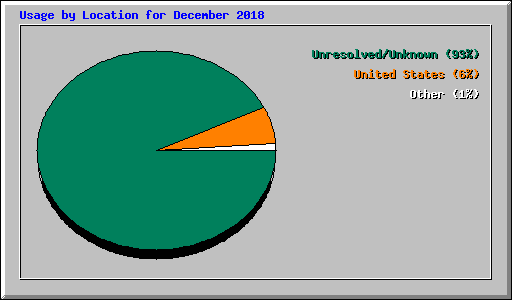 Usage by Location for December 2018
Unresolved/Unknown (93%)
United States (6%)
Other (1%)